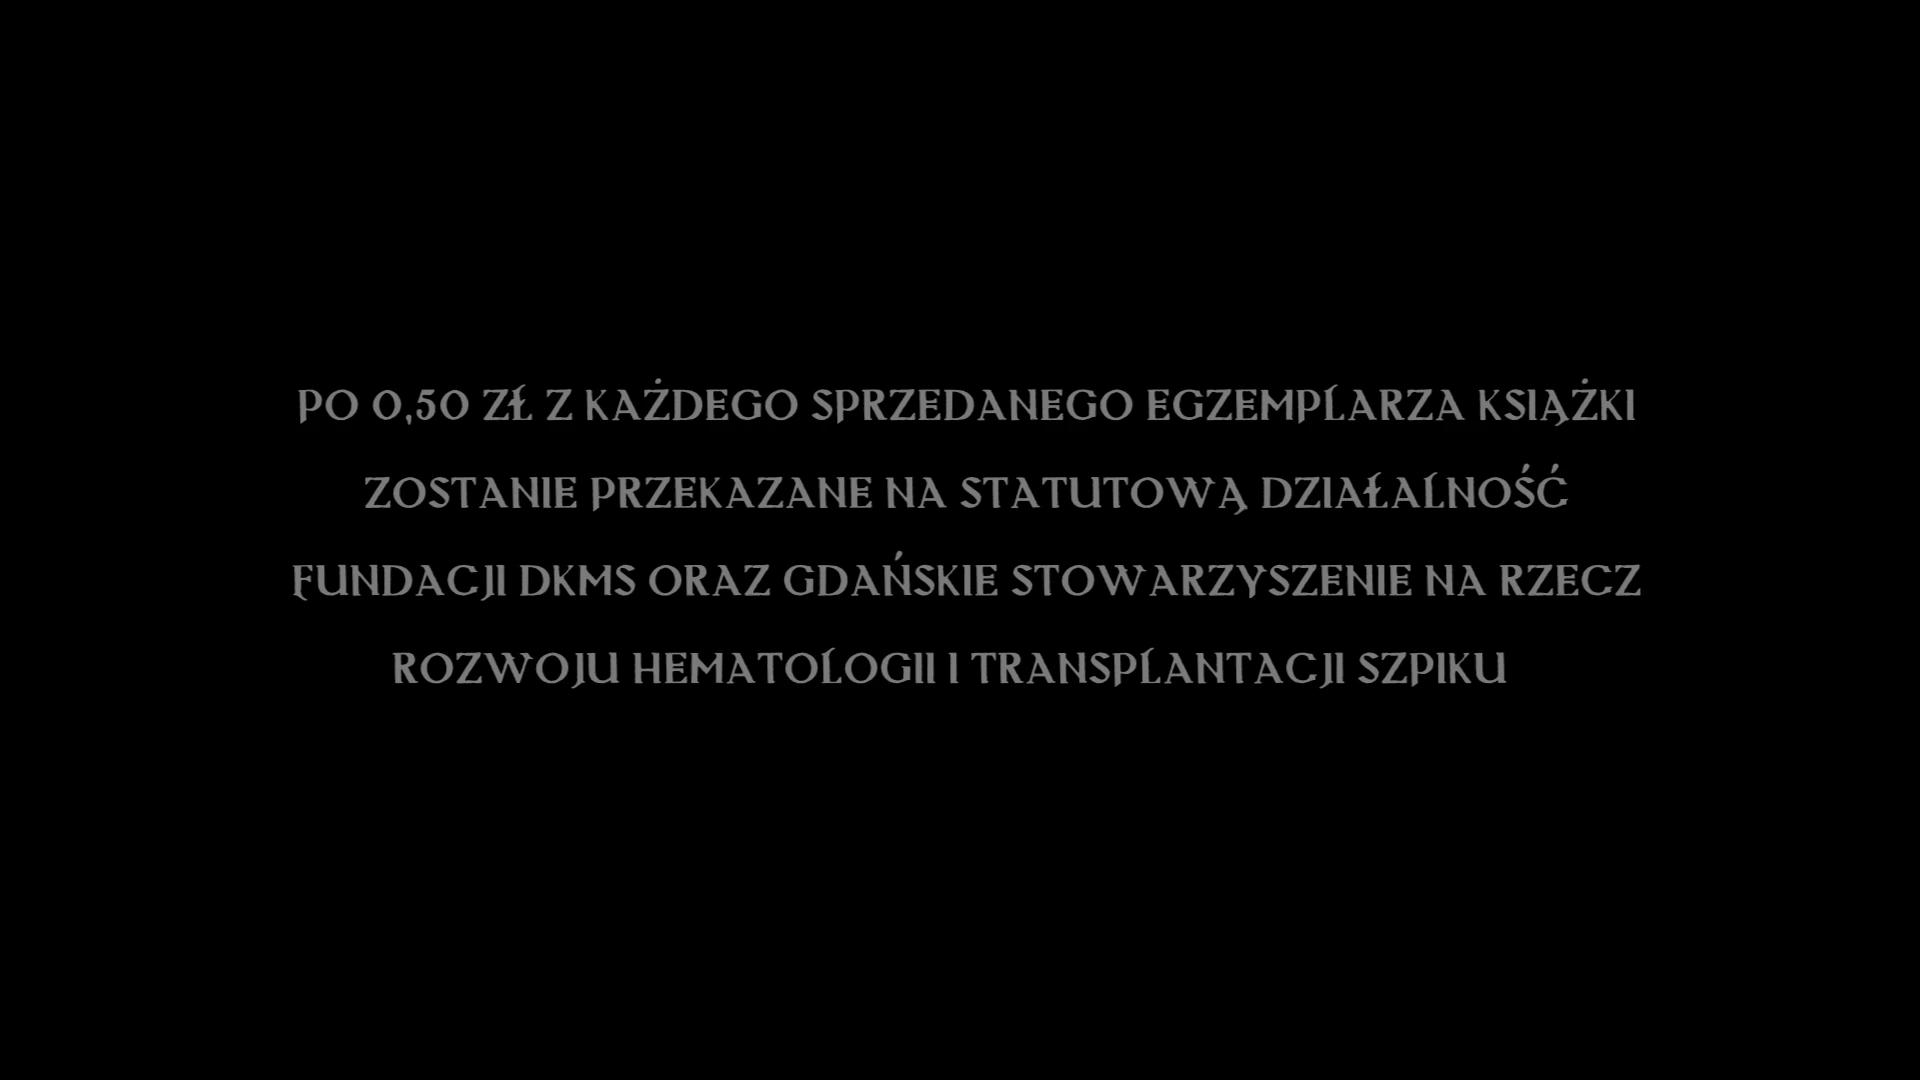 PO 0,50 ZŁ Z KAŻDEGO SPRZEDANEGO EGZEMPLARZA KSIĄŻKI
ZOSTANIE PRZEKAZANE NA STATUTOWĄ DZIAŁALNOŚĆ
FUNDACJI DKMS ORAZ GDAŃSKIE STOWARZYSZENIE NA RZECZ
ROZWOJU HEMATOLOGII I TRANSPLANTACJI SZPIKU